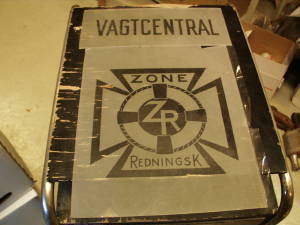 VAGTCENTRAL
ZONE
ZR
REDNINGSK